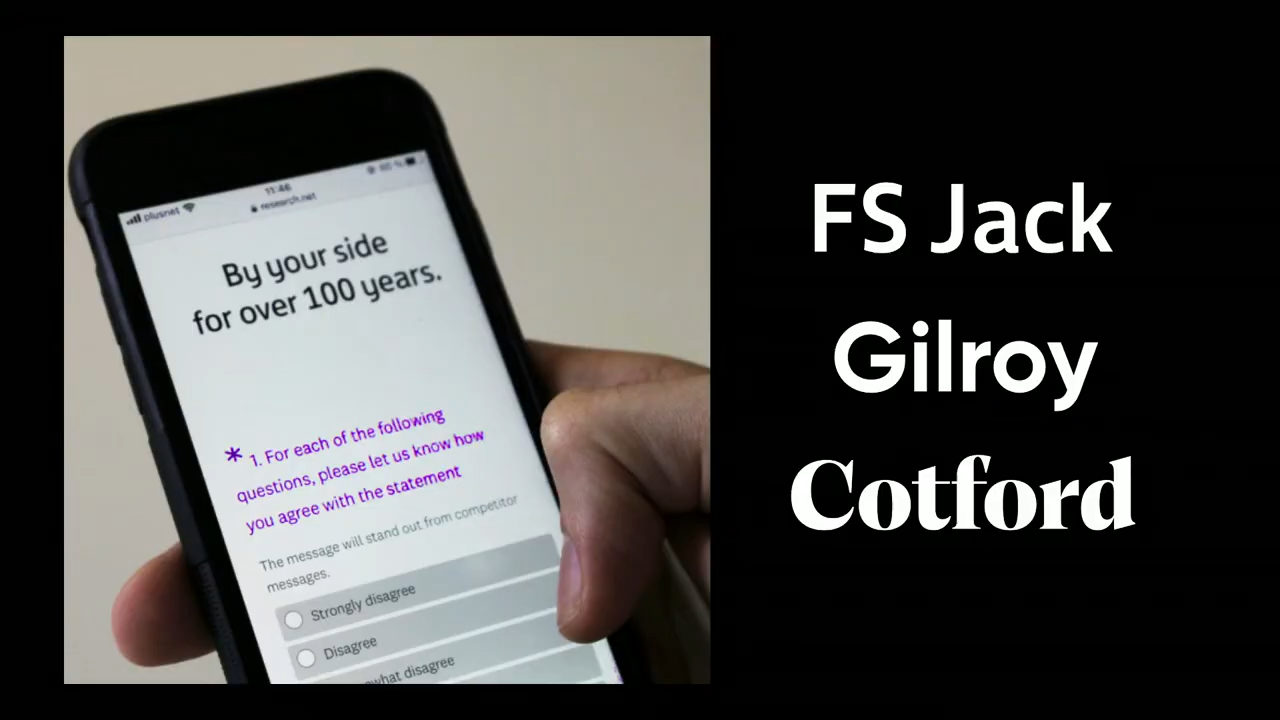 plusnet
11:46
research.net
By your side
for over 100 years.
* 1. For each of the following
questions, please let us know how
you agree with the statement
The message will stand out from competitor
messages.
Strongly disagree
Disagree
what disagree
FS Jack
Gilroy
Cotford